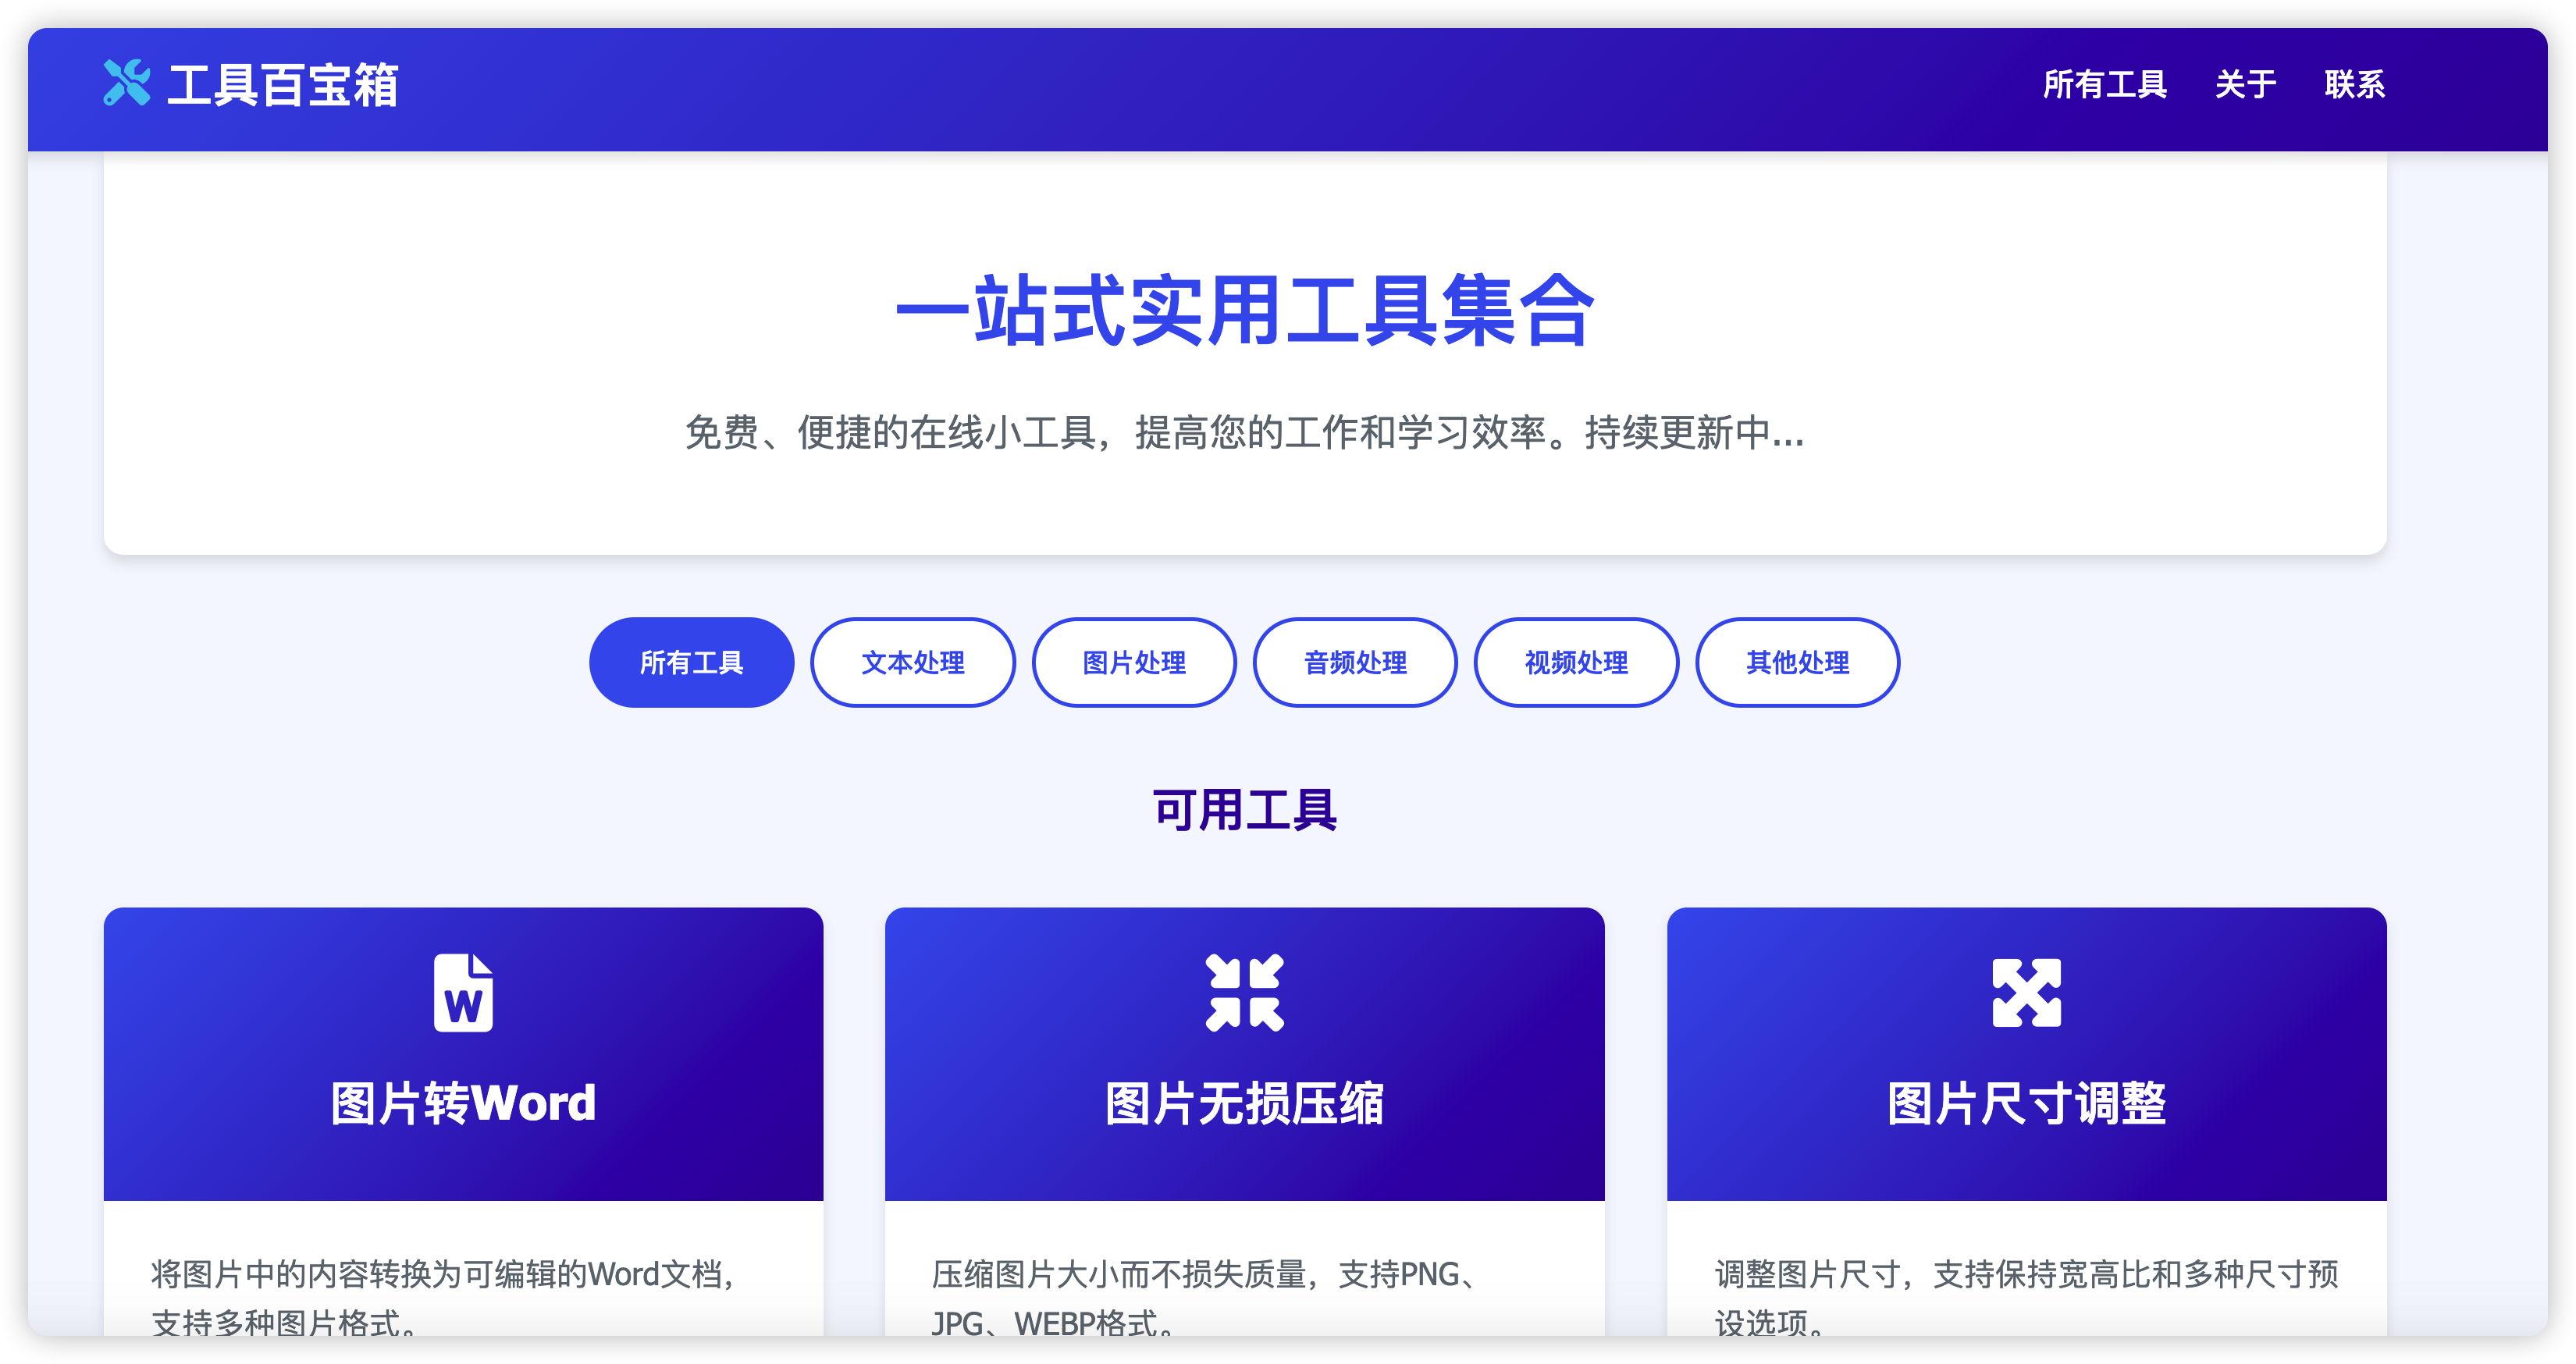 工具百宝箱
所有工具 关于 联系
一站式实用工具集合
免费、便捷的在线小工具，提高您的工作和学习效率。持续更新中...
所有工具 文本处理 图片处理 音频处理 视频处理 其他处理
可用工具
W
图片转Word
将图片中的内容转换为可编辑的Word文档，
支持多种图片格式。
图片无损压缩
压缩图片大小而不损失质量，支持PNG、
JPG、WEBP格式。
图片尺寸调整
调整图片尺寸，支持保持宽高比和多种尺寸预
设选项。